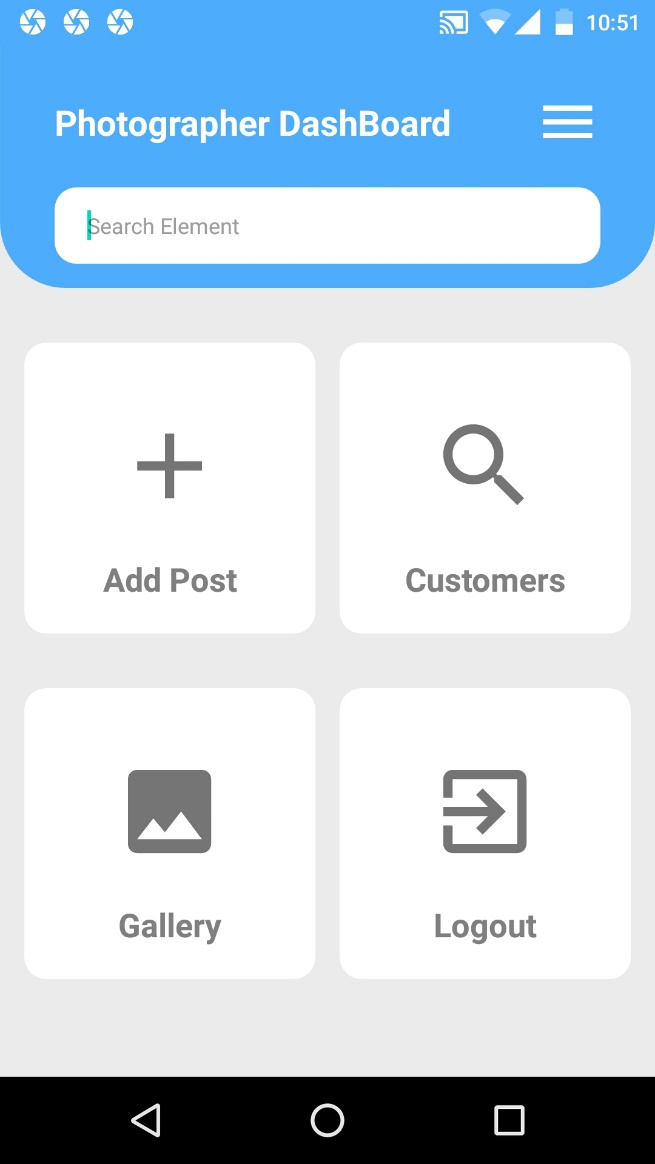 10:51
Photographer DashBoard
Search Element
Add Post
Customers
Gallery
Logout